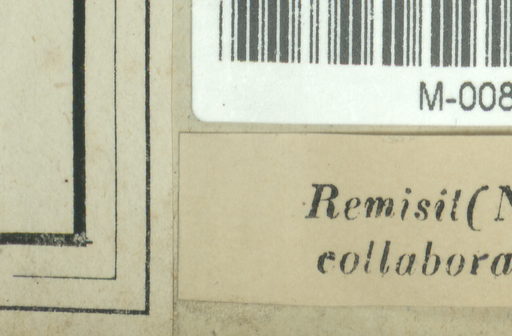 M-008
Remisit ( N
collabora